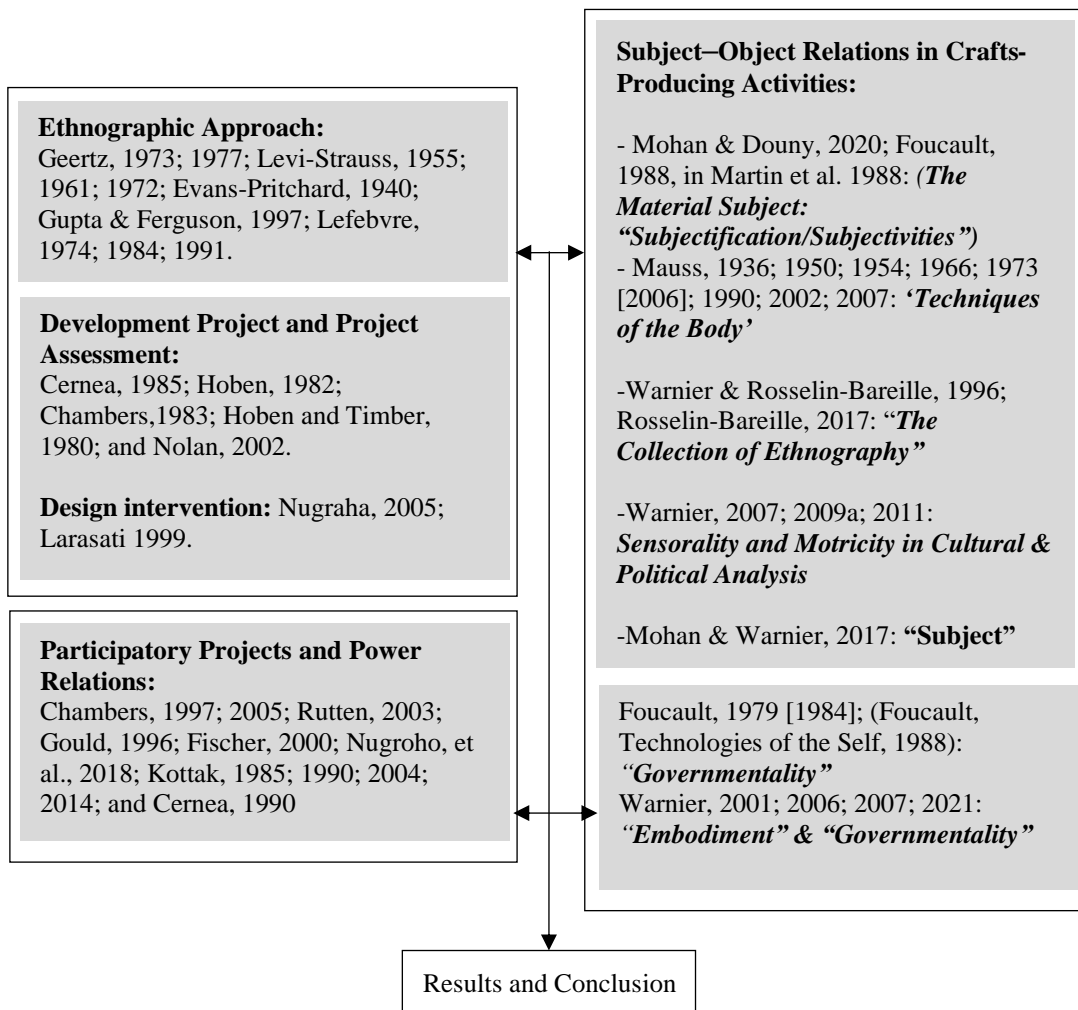 Ethnographic Approach:
Geertz, 1973; 1977; Levi-Strauss, 1955;
1961; 1972; Evans-Pritchard, 1940;
Gupta & Ferguson, 1997; Lefebvre,
1974; 1984; 1991.
Development Project and Project
Assessment:
Cernea, 1985; Hoben, 1982;
Chambers,1983; Hoben and Timber,
1980; and Nolan, 2002.
Design intervention: Nugraha, 2005;
Larasati 1999.
Participatory Projects and Power
Relations:
Chambers, 1997; 2005; Rutten, 2003;
Gould, 1996; Fischer, 2000; Nugroho, et
al., 2018; Kottak, 1985; 1990; 2004;
2014; and Cernea, 1990
Subject–Object Relations in Crafts-
Producing Activities:
- Mohan & Douny, 2020; Foucault,
1988, in Martin et al. 1988: (The
Material Subject:
“Subjectification/Subjectivities”)
- Mauss, 1936; 1950; 1954; 1966; 1973
[2006]; 1990; 2002; 2007: ‘Techniques
of the Body’
-Warnier & Rosselin-Bareille, 1996;
Rosselin-Bareille, 2017: “The
Collection of Ethnography”
-Warnier, 2007; 2009a; 2011:
Sensorality and Motricity in Cultural &
Political Analysis
-Mohan & Warnier, 2017: “Subject”
Foucault, 1979 [1984]; (Foucault,
Technologies of the Self, 1988):
“Governmentality”
Warnier, 2001; 2006; 2007; 2021:
“Embodiment” & “Governmentality”
Results and Conclusion